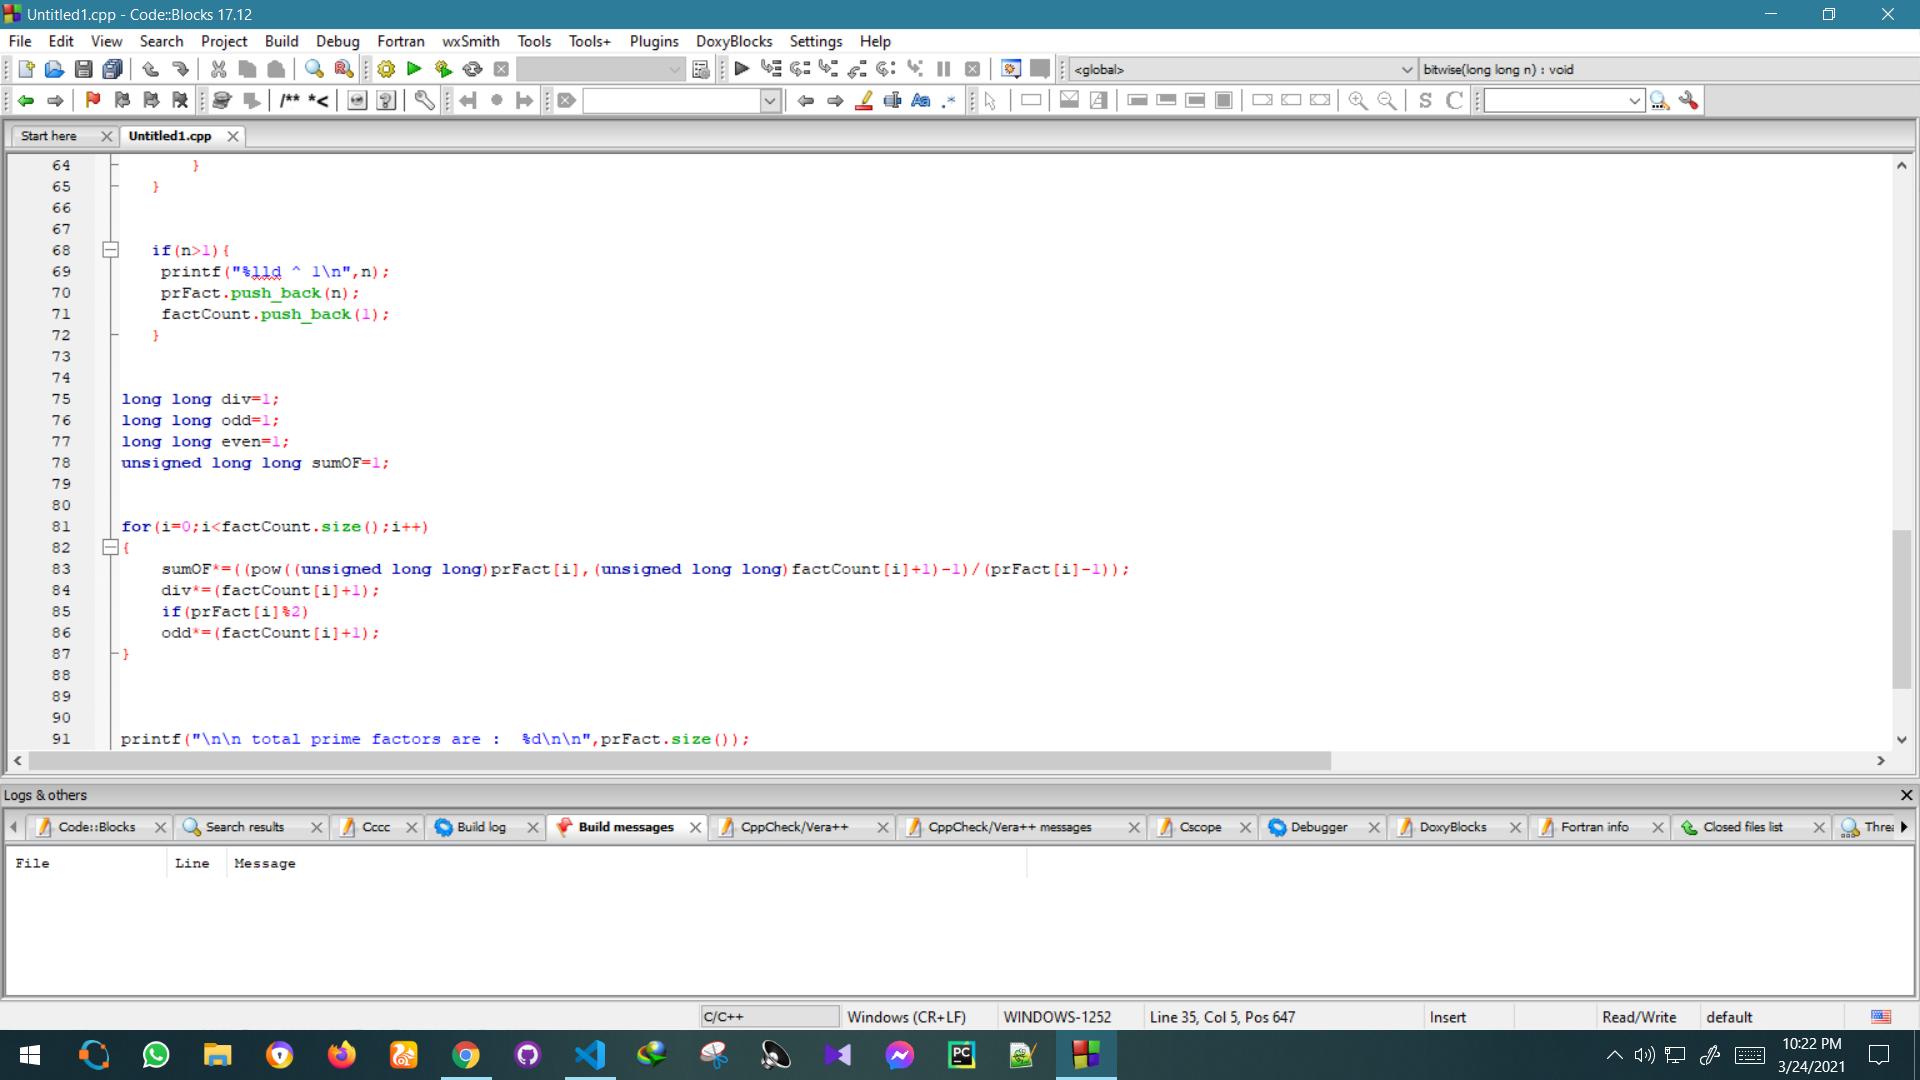 Untitled1.cpp - Code::Blocks 17.12
File Edit View Search Project Build Debug Fortran wxSmith Tools Tools+ Plugins DoxyBlocks Settings Help
<global> bitwise(long long n) : void
/** *< S C
Start here Untitled1.cpp
64 }
65 }
66
67
68 if(n>1){
69 printf("%lld ^ 1\n",n);
70 prFact.push_back(n);
71 factCount.push_back(1);
72 }
73
74
75 long long div=1;
76 long long odd=1;
77 long long even=1;
78 unsigned long long sumOF=1;
79
80
81 for(i=0;i<factCount.size();i++)
82 {
83 sumOF*=((pow((unsigned long long)prFact[i],(unsigned long long)factCount[i]+1)-1)/(prFact[i]-1));
84 div*=(factCount[i]+1);
85 if(prFact[i]%2)
86 odd*=(factCount[i]+1);
87 }
88
89
90
91 printf("\n\n total prime factors are :  %d\n\n",prFact.size());
Logs & others
Code::Blocks Search results Cccc Build log Build messages CppCheck/Vera++ CppCheck/Vera++ messages Cscope Debugger DoxyBlocks Fortran info Closed files list
File Line Message
C/C++ Windows (CR+LF) WINDOWS-1252 Line 35, Col 5, Pos 647 Insert Read/Write default
PC
10:22 PM
3/24/2021